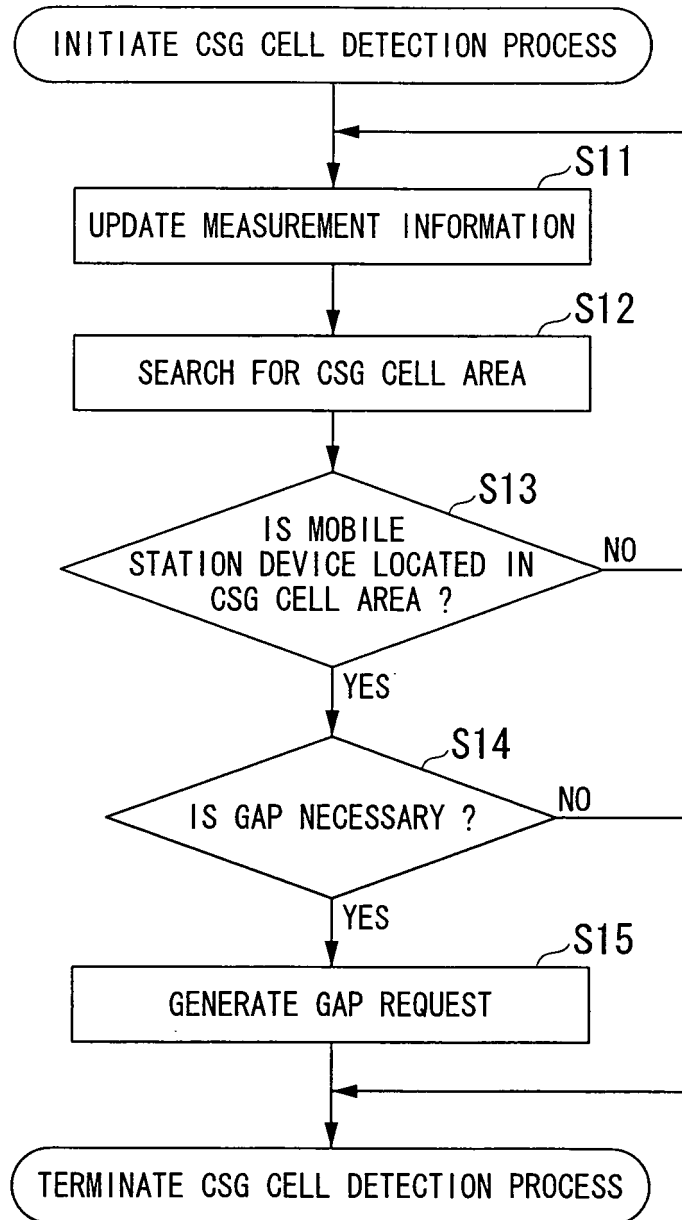 INITIATE CSG CELL DETECTION PROCESS
S11
UPDATE MEASUREMENT INFORMATION
S12
SEARCH FOR CSG CELL AREA
S13
IS MOBILE
STATION DEVICE LOCATED IN
CSG CELL AREA ?
NO
YES
S14
IS GAP NECESSARY ?
NO
YES
S15
GENERATE GAP REQUEST
TERMINATE CSG CELL DETECTION PROCESS